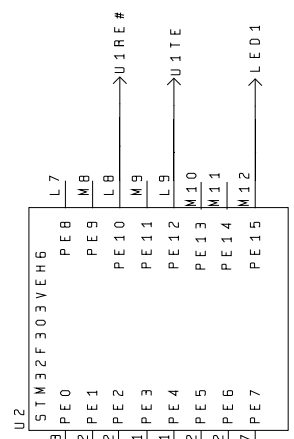 U2
STM32F303VEH6
PE0 PE8 L7
PE1 PE9 M8
PE2 PE10 L8 U1RE#
PE3 PE11 M9
PE4 PE12 L9 U1TE
PE5 PE13 M10
PE6 PE14 M11
PE7 PE15 M12 LED1